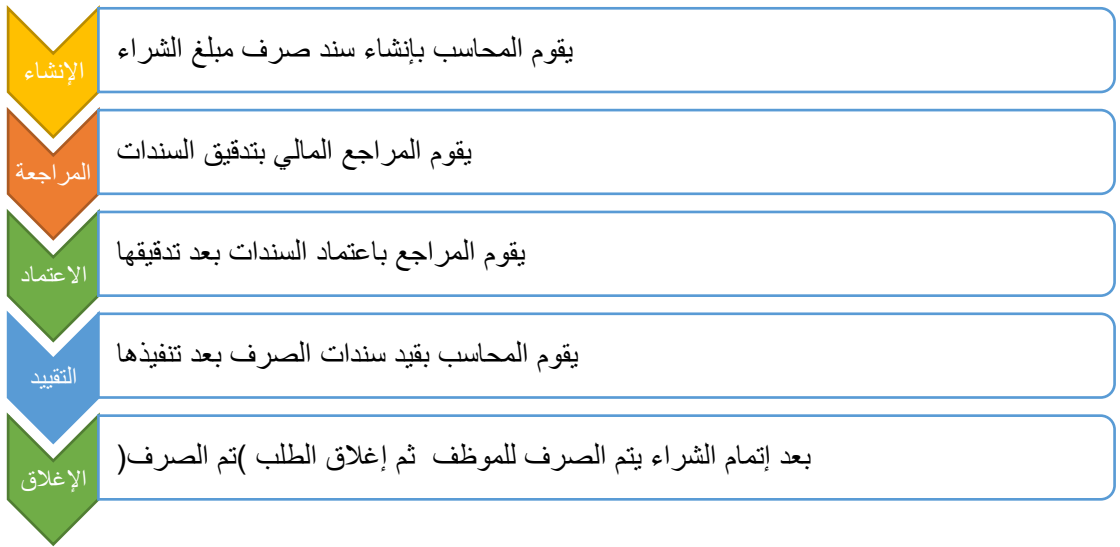 الإنشاء
يقوم المحاسب بإنشاء سند صرف مبلغ الشراء
المراجعة
يقوم المراجع المالي بتدقيق السندات
الاعتماد
يقوم المراجع باعتماد السندات بعد تدقيقها
التقييد
يقوم المحاسب بقيد سندات الصرف بعد تنفيذها
الإغلاق
بعد إتمام الشراء يتم الصرف للموظف ثم إغلاق الطلب (تم الصرف)